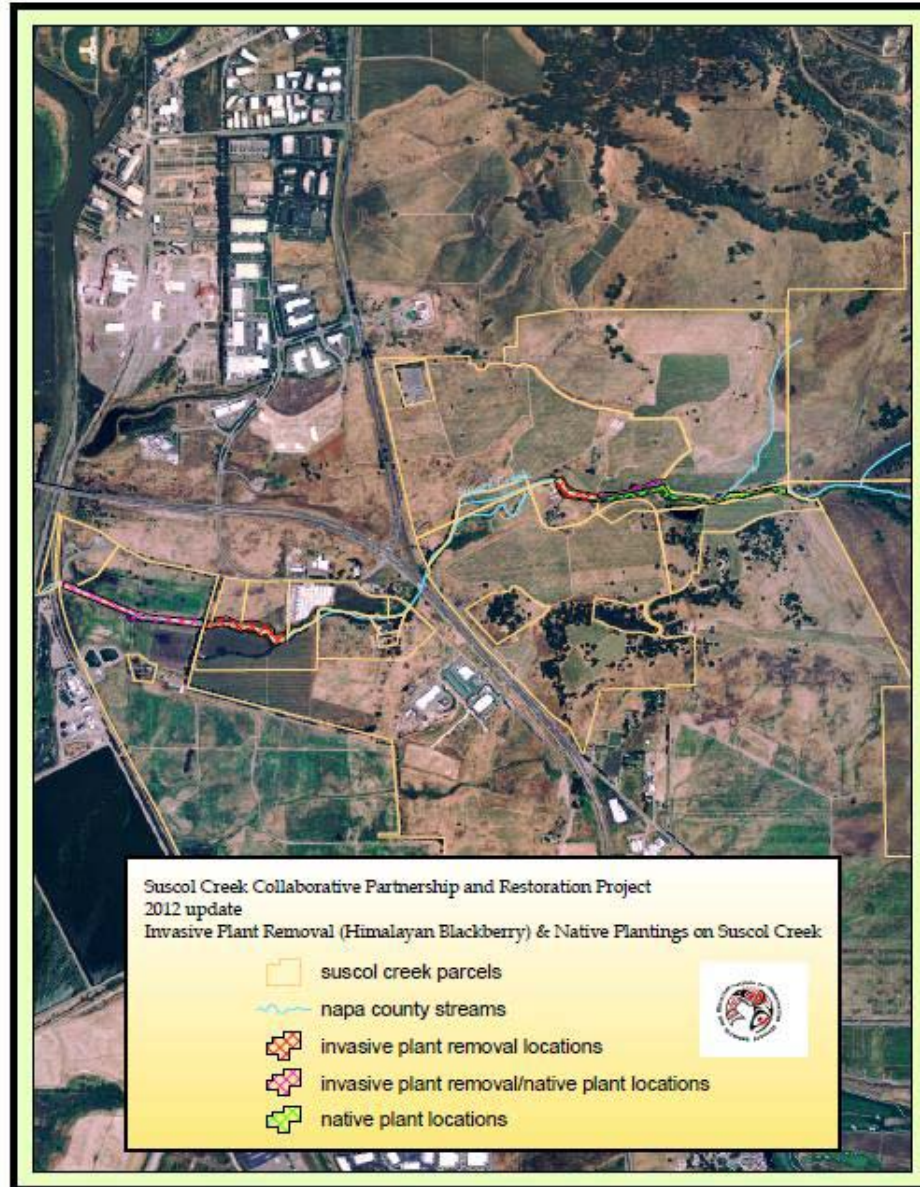 Suscol Creek Collaborative Partnership and Restoration Project
2012 update
Invasive Plant Removal (Himalayan Blackberry) & Native Plantings on Suscol Creek
suscol creek parcels
napa county streams
invasive plant removal locations
invasive plant removal/native plant locations
native plant locations